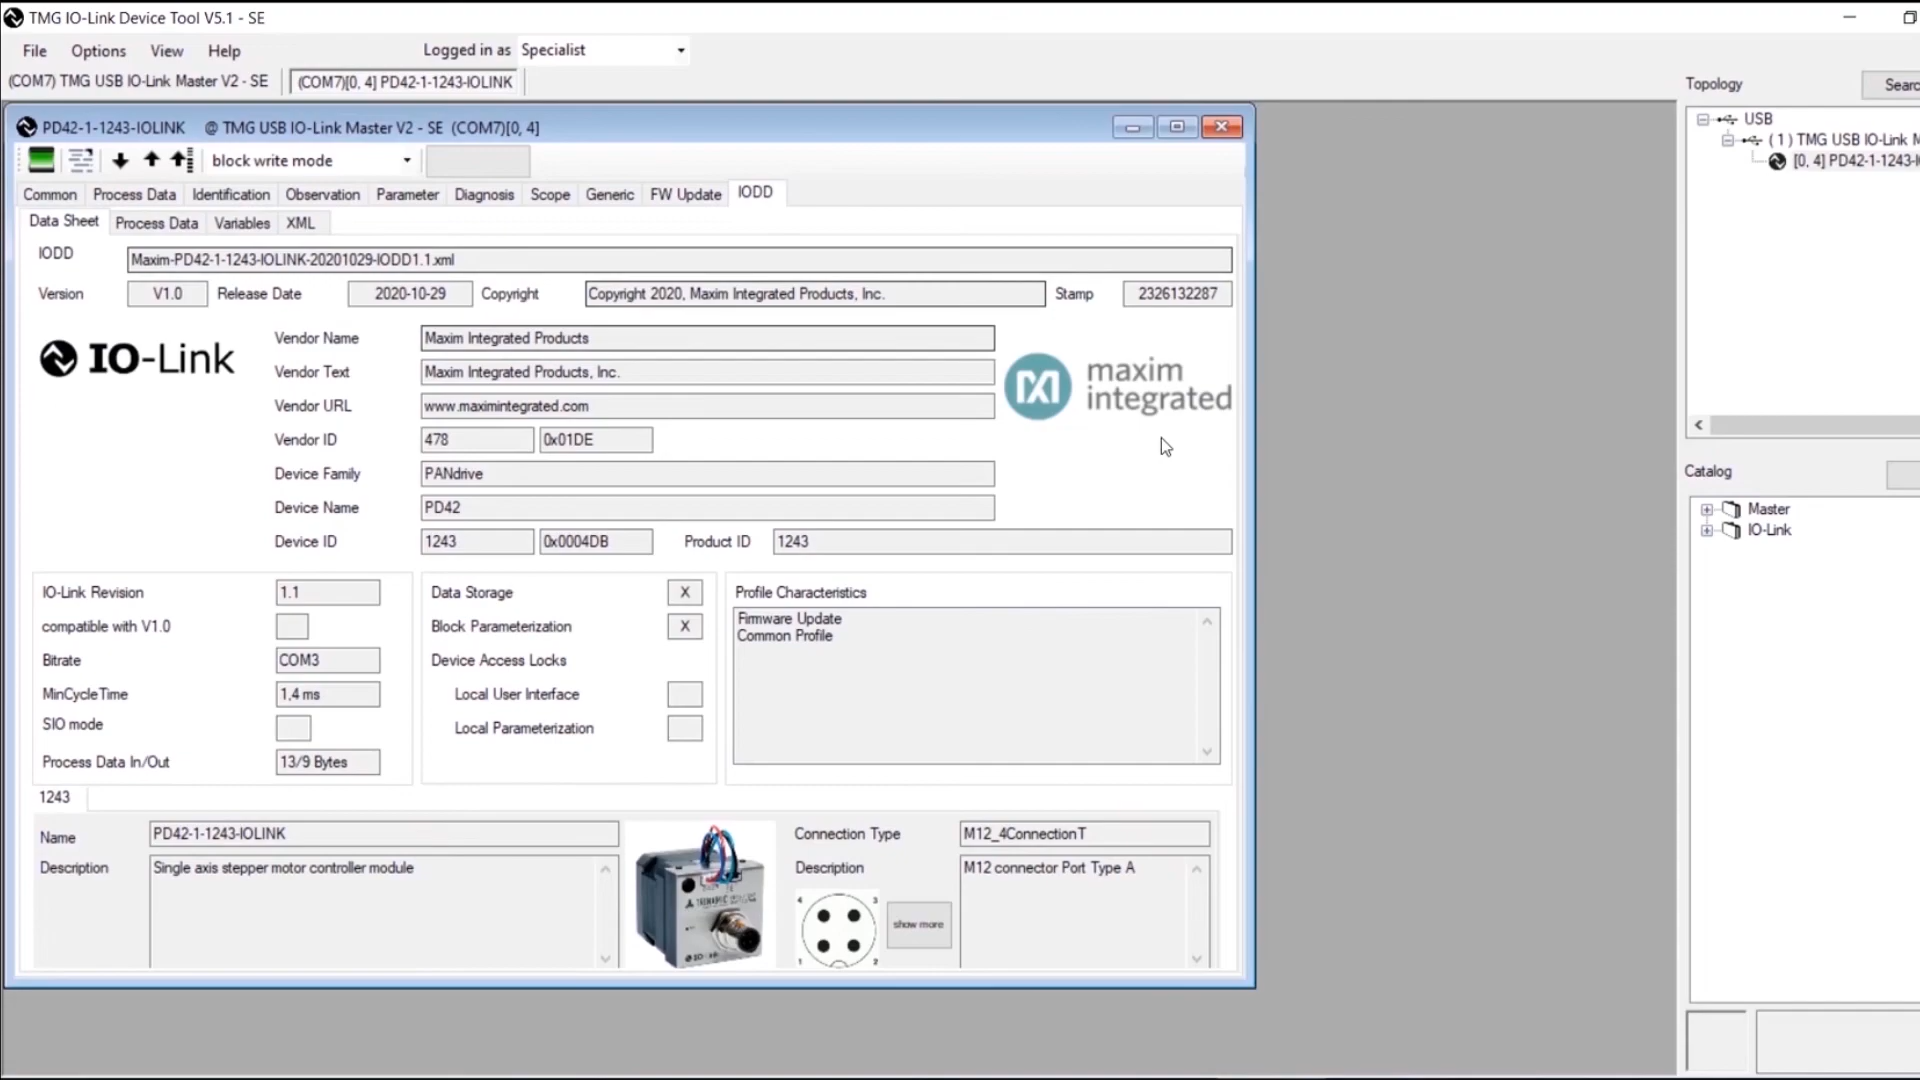 TMG IO-Link Device Tool V5.1 - SE
File Options View Help Logged in as Specialist
(COM7) TMG USB IO-Link Master V2 - SE (COM7)[0, 4] PD42-1-1243-IOLINK
PD42-1-1243-IOLINK @ TMG USB IO-Link Master V2 - SE (COM7)[0, 4]
block write mode
Common Process Data Identification Observation Parameter Diagnosis Scope Generic FW Update IODD
Data Sheet Process Data Variables XML
IODD Maxim-PD42-1-1243-IOLINK-20201029-IODD1.1.xml
Version V1.0 Release Date 2020-10-29 Copyright Copyright 2020, Maxim Integrated Products, Inc. Stamp 2326132287
IO-Link
Vendor Name Maxim Integrated Products
Vendor Text Maxim Integrated Products, Inc.
Vendor URL www.maximintegrated.com
Vendor ID 478 0x01DE
Device Family PANdrive
Device Name PD42
Device ID 1243 0x0004DB Product ID 1243
maxim
integrated
IO-Link Revision 1.1
compatible with V1.0
Bitrate COM3
MinCycleTime 1,4 ms
SIO mode
Process Data In/Out 13/9 Bytes
Data Storage X
Block Parameterization X
Device Access Locks
Local User Interface
Local Parameterization
Profile Characteristics
Firmware Update
Common Profile
1243
Name PD42-1-1243-IOLINK
Description Single axis stepper motor controller module
Connection Type M12_4ConnectionT
Description M12 connector Port Type A
4 3
1 2
show more
Topology Searc
USB
( 1 ) TMG USB IO-Link M
[0, 4] PD42-1-1243-I
Catalog
Master
IO-Link